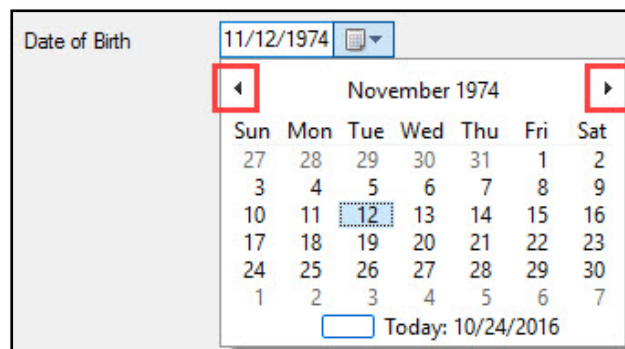 Date of Birth 11/12/1974
November 1974
Sun Mon Tue Wed Thu Fri Sat
27 28 29 30 31 1 2
3 4 5 6 7 8 9
10 11 12 13 14 15 16
17 18 19 20 21 22 23
24 25 26 27 28 29 30
1 2 3 4 5 6 7
Today: 10/24/2016